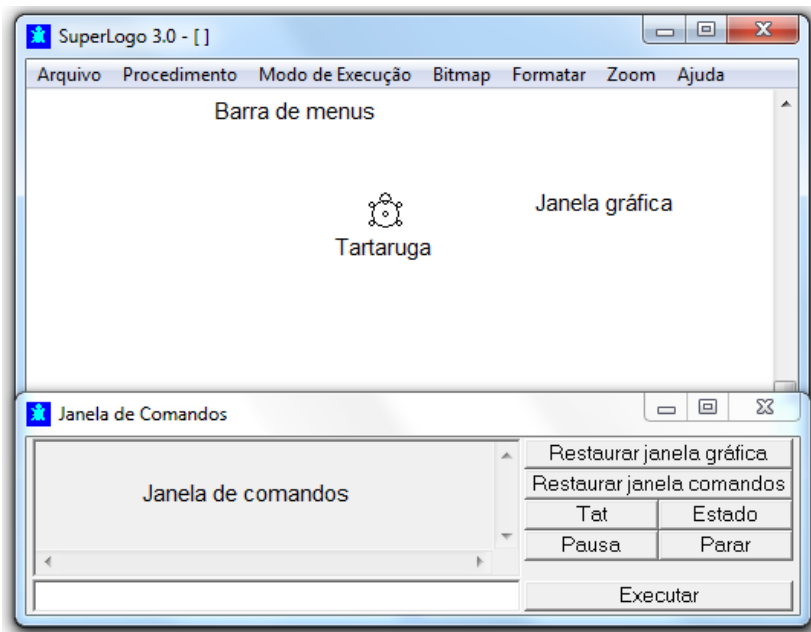 SuperLogo 3.0 - [ ]
Arquivo Procedimento Modo de Execução Bitmap Formatar Zoom Ajuda
Barra de menus
Janela gráfica
Tartaruga
Janela de Comandos
Janela de comandos
Restaurar janela gráfica
Restaurar janela comandos
Tat Estado
Pausa Parar
Executar